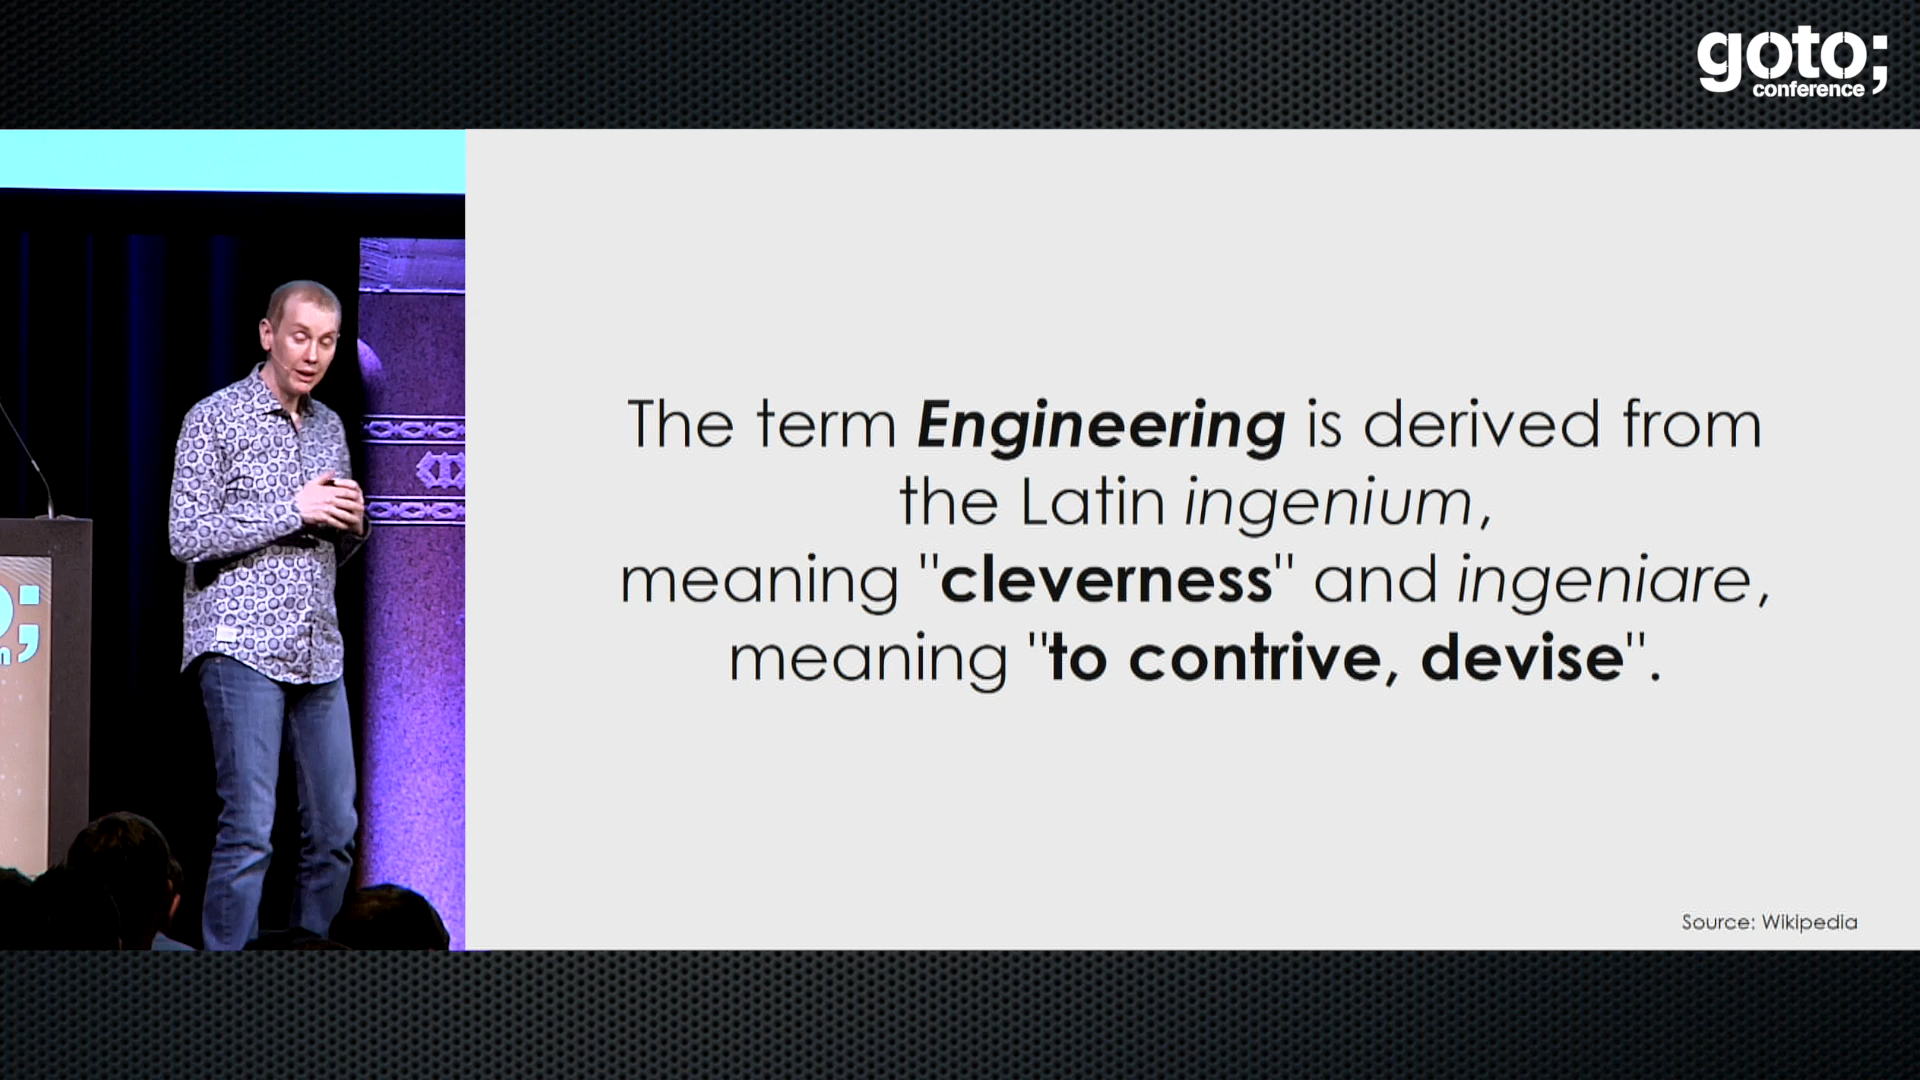 goto;
conference
The term Engineering is derived from
the Latin ingenium,
meaning "cleverness" and ingeniare,
meaning "to contrive, devise".
Source: Wikipedia